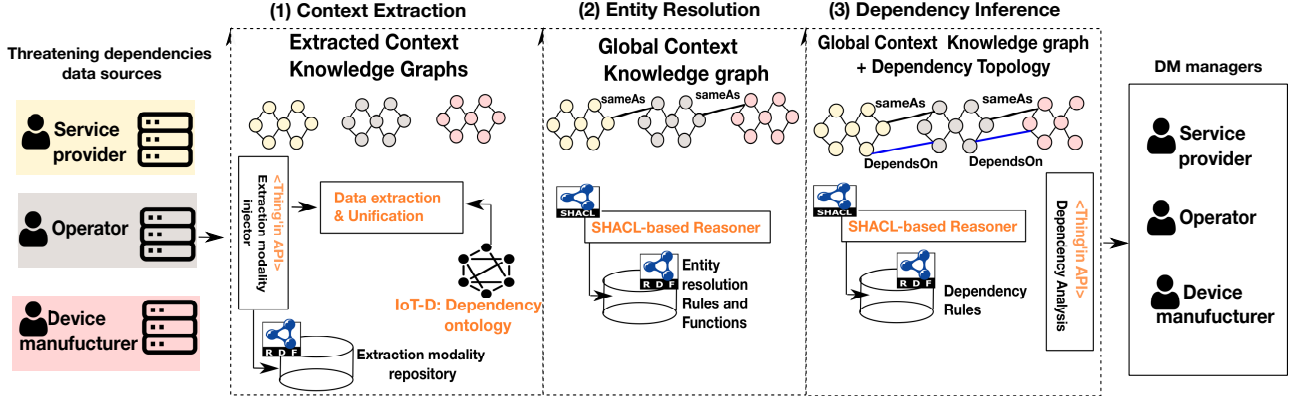 (1) Context Extraction
(2) Entity Resolution
(3) Dependency Inference
Threatening dependencies
data sources
Service
provider
Operator
Device
manufucturer
Extracted Context
Knowledge Graphs
<Thing'in API>
Extraction modality
injector
Data extraction
& Unification
IoT-D: Dependency
ontology
RDF
Extraction modality
repository
Global Context
Knowledge graph
sameAs
sameAs
SHACL
SHACL-based Reasoner
RDF
Entity
resolution
Rules and
Functions
Global Context Knowledge graph
+ Dependency Topology
sameAs
sameAs
DependsOn
DependsOn
SHACL
SHACL-based Reasoner
RDF
Dependency
Rules
<Thing'in API>
Dependency Analysis
DM managers
Service
provider
Operator
Device
manufacturer